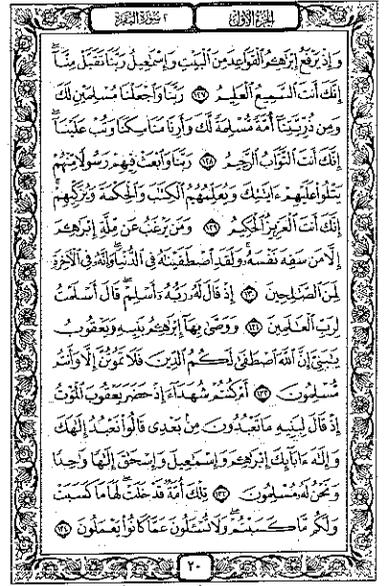 الجزء الأول
٢ سورة البقرة
وَإِذْ يَرْفَعُ إِبْرَٰهِـۧمُ ٱلْقَوَاعِدَ مِنَ ٱلْبَيْتِ وَإِسْمَٰعِيلُ رَبَّنَا تَقَبَّلْ مِنَّآ ۖ
إِنَّكَ أَنتَ ٱلسَّمِيعُ ٱلْعَلِيمُ ١٢٧ رَبَّنَا وَٱجْعَلْنَا مُسْلِمَيْنِ لَكَ
وَمِن ذُرِّيَّتِنَآ أُمَّةً مُّسْلِمَةً لَّكَ وَأَرِنَا مَنَاسِكَنَا وَتُبْ عَلَيْنَآ ۖ
إِنَّكَ أَنتَ ٱلتَّوَّابُ ٱلرَّحِيمُ ١٢٨ رَبَّنَا وَٱبْعَثْ فِيهِمْ رَسُولًا مِّنْهُمْ
يَتْلُوا۟ عَلَيْهِمْ ءَايَٰتِكَ وَيُعَلِّمُهُمُ ٱلْكِتَٰبَ وَٱلْحِكْمَةَ وَيُزَكِّيهِمْ ۚ
إِنَّكَ أَنتَ ٱلْعَزِيزُ ٱلْحَكِيمُ ١٢٩ وَمَن يَرْغَبُ عَن مِّلَّةِ إِبْرَٰهِـۧمَ
إِلَّا مَن سَفِهَ نَفْسَهُۥ ۚ وَلَقَدِ ٱصْطَفَيْنَٰهُ فِى ٱلدُّنْيَا ۖ وَإِنَّهُۥ فِى ٱلْءَاخِرَةِ
لَمِنَ ٱلصَّٰلِحِينَ ١٣٠ إِذْ قَالَ لَهُۥ رَبُّهُۥٓ أَسْلِمْ ۖ قَالَ أَسْلَمْتُ
لِرَبِّ ٱلْعَٰلَمِينَ ١٣١ وَوَصَّىٰ بِهَآ إِبْرَٰهِـۧمُ بَنِيهِ وَيَعْقُوبُ
يَٰبَنِىَّ إِنَّ ٱللَّهَ ٱصْطَفَىٰ لَكُمُ ٱلدِّينَ فَلَا تَمُوتُنَّ إِلَّا وَأَنتُم
مُّسْلِمُونَ ١٣٢ أَمْ كُنتُمْ شُهَدَآءَ إِذْ حَضَرَ يَعْقُوبَ ٱلْمَوْتُ
إِذْ قَالَ لِبَنِيهِ مَا تَعْبُدُونَ مِنۢ بَعْدِى قَالُوا۟ نَعْبُدُ إِلَٰهَكَ
وَإِلَٰهَ ءَابَآئِكَ إِبْرَٰهِـۧمَ وَإِسْمَٰعِيلَ وَإِسْحَٰقَ إِلَٰهًا وَٰحِدًا
وَنَحْنُ لَهُۥ مُسْلِمُونَ ١٣٣ تِلْكَ أُمَّةٌ قَدْ خَلَتْ ۖ لَهَا مَا كَسَبَتْ
وَلَكُم مَّا كَسَبْتُمْ ۖ وَلَا تُسْـَٔلُونَ عَمَّا كَانُوا۟ يَعْمَلُونَ ١٣٤
٢٠